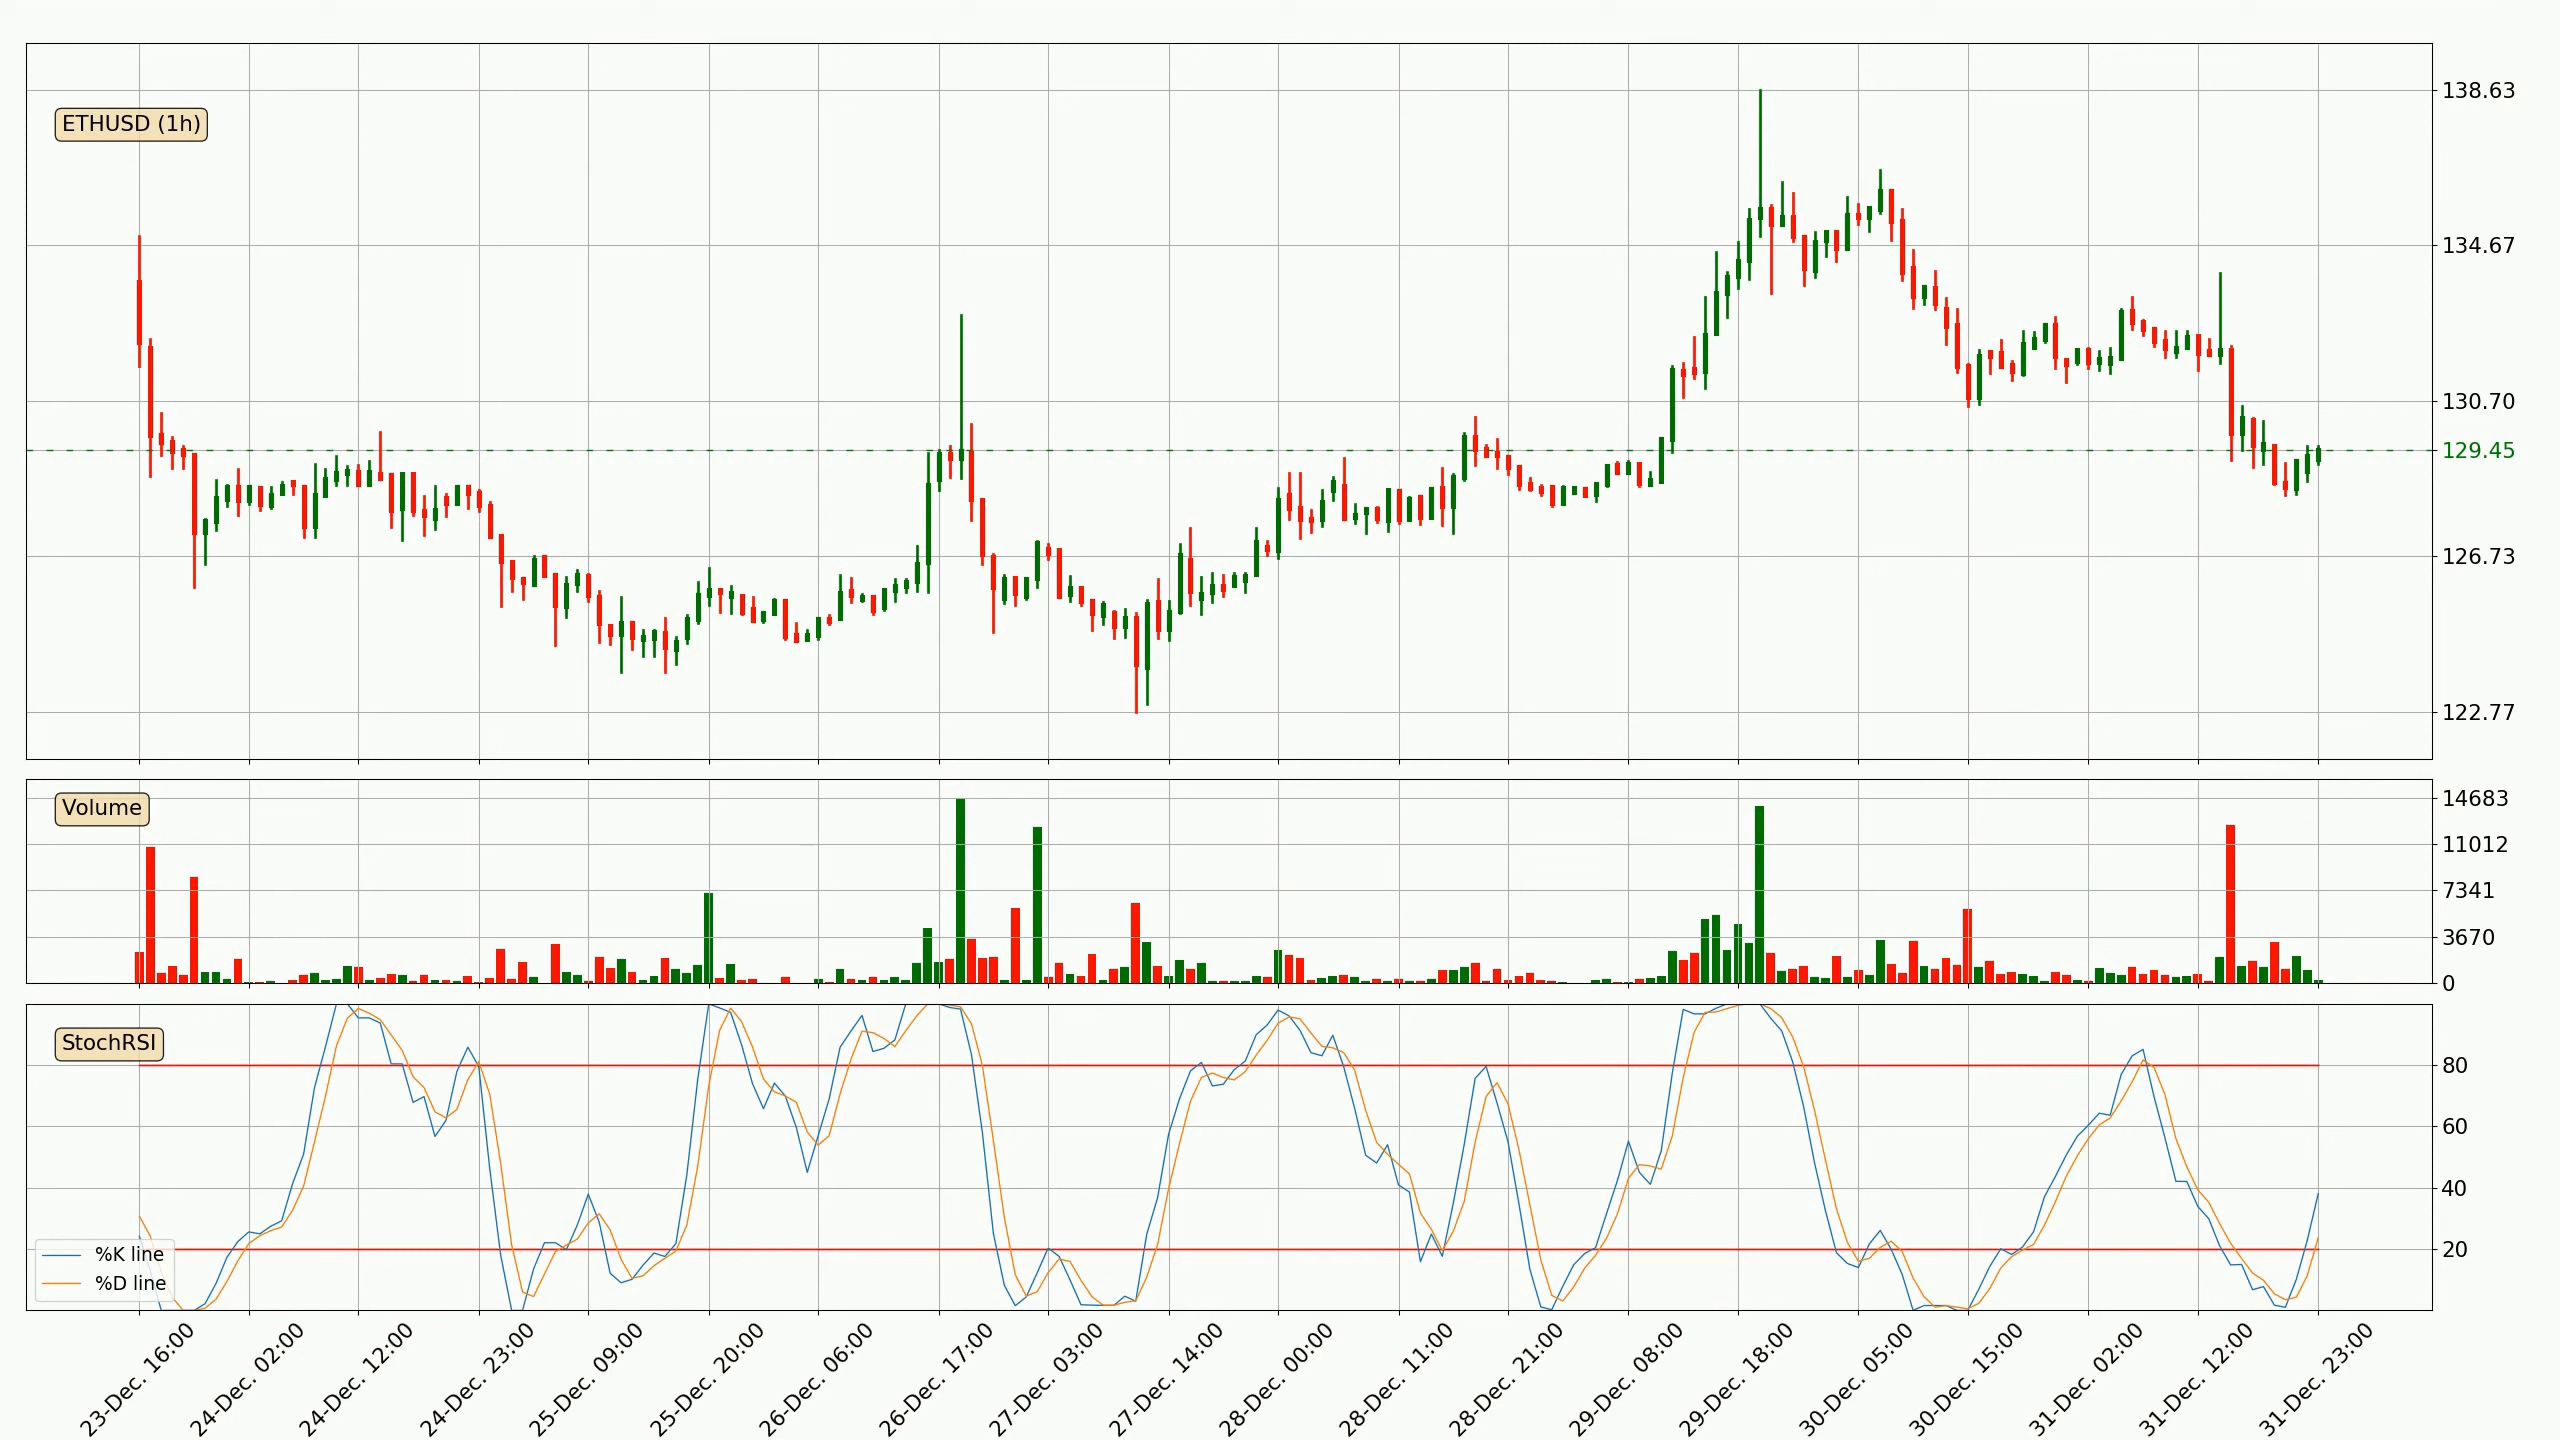 138.63
ETHUSD (1h)
134.67
130.70
129.45
126.73
122.77
Volume
14683
11012
7341
3670
0
StochRSI
80
60
40
20
%K line
%D line
23-Dec. 16:00
24-Dec. 02:00
24-Dec. 12:00
24-Dec. 23:00
25-Dec. 09:00
25-Dec. 20:00
26-Dec. 06:00
26-Dec. 17:00
27-Dec. 03:00
27-Dec. 14:00
28-Dec. 00:00
28-Dec. 11:00
28-Dec. 21:00
29-Dec. 08:00
29-Dec. 18:00
30-Dec. 05:00
30-Dec. 15:00
31-Dec. 02:00
31-Dec. 12:00
31-Dec. 23:00